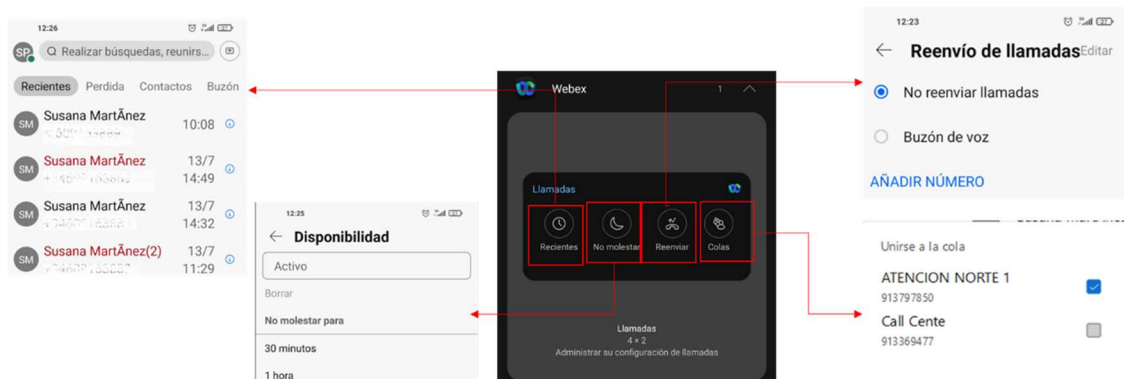 12:26
SP
Realizar búsquedas, reunirs...
Recientes Perdida Contactos Buzón
SM
Susana MartÃnez
10:08
SM
Susana MartÃnez
13/7
14:49
SM
Susana MartÃnez
13/7
14:32
SM
Susana MartÃnez(2)
13/7
11:29
12:25
Disponibilidad
Activo
Borrar
No molestar para
30 minutos
1 hora
Webex
1
Llamadas
Recientes No molestar Reenviar Colas
Llamadas
4 × 2
Administrar su configuración de llamadas
12:23
Reenvío de llamadas Editar
No reenviar llamadas
Buzón de voz
AÑADIR NÚMERO
Unirse a la cola
ATENCION NORTE 1
913797850
Call Cente
913369477